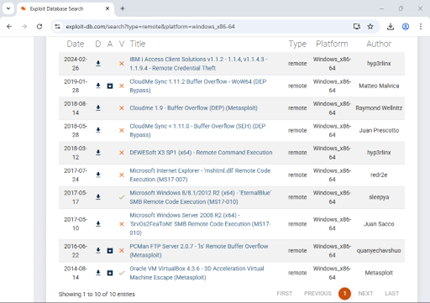 Exploit Database Search
exploit-db.com/search?type=remote&platform=windows_x86-64
Date D A V Title Type Platform Author
2024-02-26 IBM i Access Client Solutions v1.1.2 - 1.1.4, v1.1.4.3 - 1.1.9.4 - Remote Credential Theft remote Windows_x86-64 hyp3rlinx
2019-01-28 CloudMe Sync 1.11.2 Buffer Overflow - WoW64 (DEP Bypass) remote Windows_x86-64 Matteo Malvica
2018-08-14 Cloudme 1.9 - Buffer Overflow (DEP) (Metasploit) remote Windows_x86-64 Raymond Wellnitz
2018-05-28 CloudMe Sync < 1.11.0 - Buffer Overflow (SEH) (DEP Bypass) remote Windows_x86-64 Juan Prescotto
2018-03-12 DEWESoft X3 SP1 (x64) - Remote Command Execution remote Windows_x86-64 hyp3rlinx
2017-07-24 Microsoft Internet Explorer - 'mshtml.dll' Remote Code Execution (MS17-007) remote Windows_x86-64 redr2e
2017-05-17 Microsoft Windows 8/8.1/2012 R2 (x64) - 'EternalBlue' SMB Remote Code Execution (MS17-010) remote Windows_x86-64 sleepya
2017-05-10 Microsoft Windows Server 2008 R2 (x64) - 'SrvOs2FeaToNt' SMB Remote Code Execution (MS17-010) remote Windows_x86-64 Juan Sacco
2016-06-22 PCMan FTP Server 2.0.7 - 'ls' Remote Buffer Overflow (Metasploit) remote Windows_x86-64 quanyechavshuo
2014-08-14 Oracle VM VirtualBox 4.3.6 - 3D Acceleration Virtual Machine Escape (Metasploit) remote Windows_x86-64 Metasploit
Showing 1 to 10 of 10 entries FIRST PREVIOUS 1 NEXT LAST